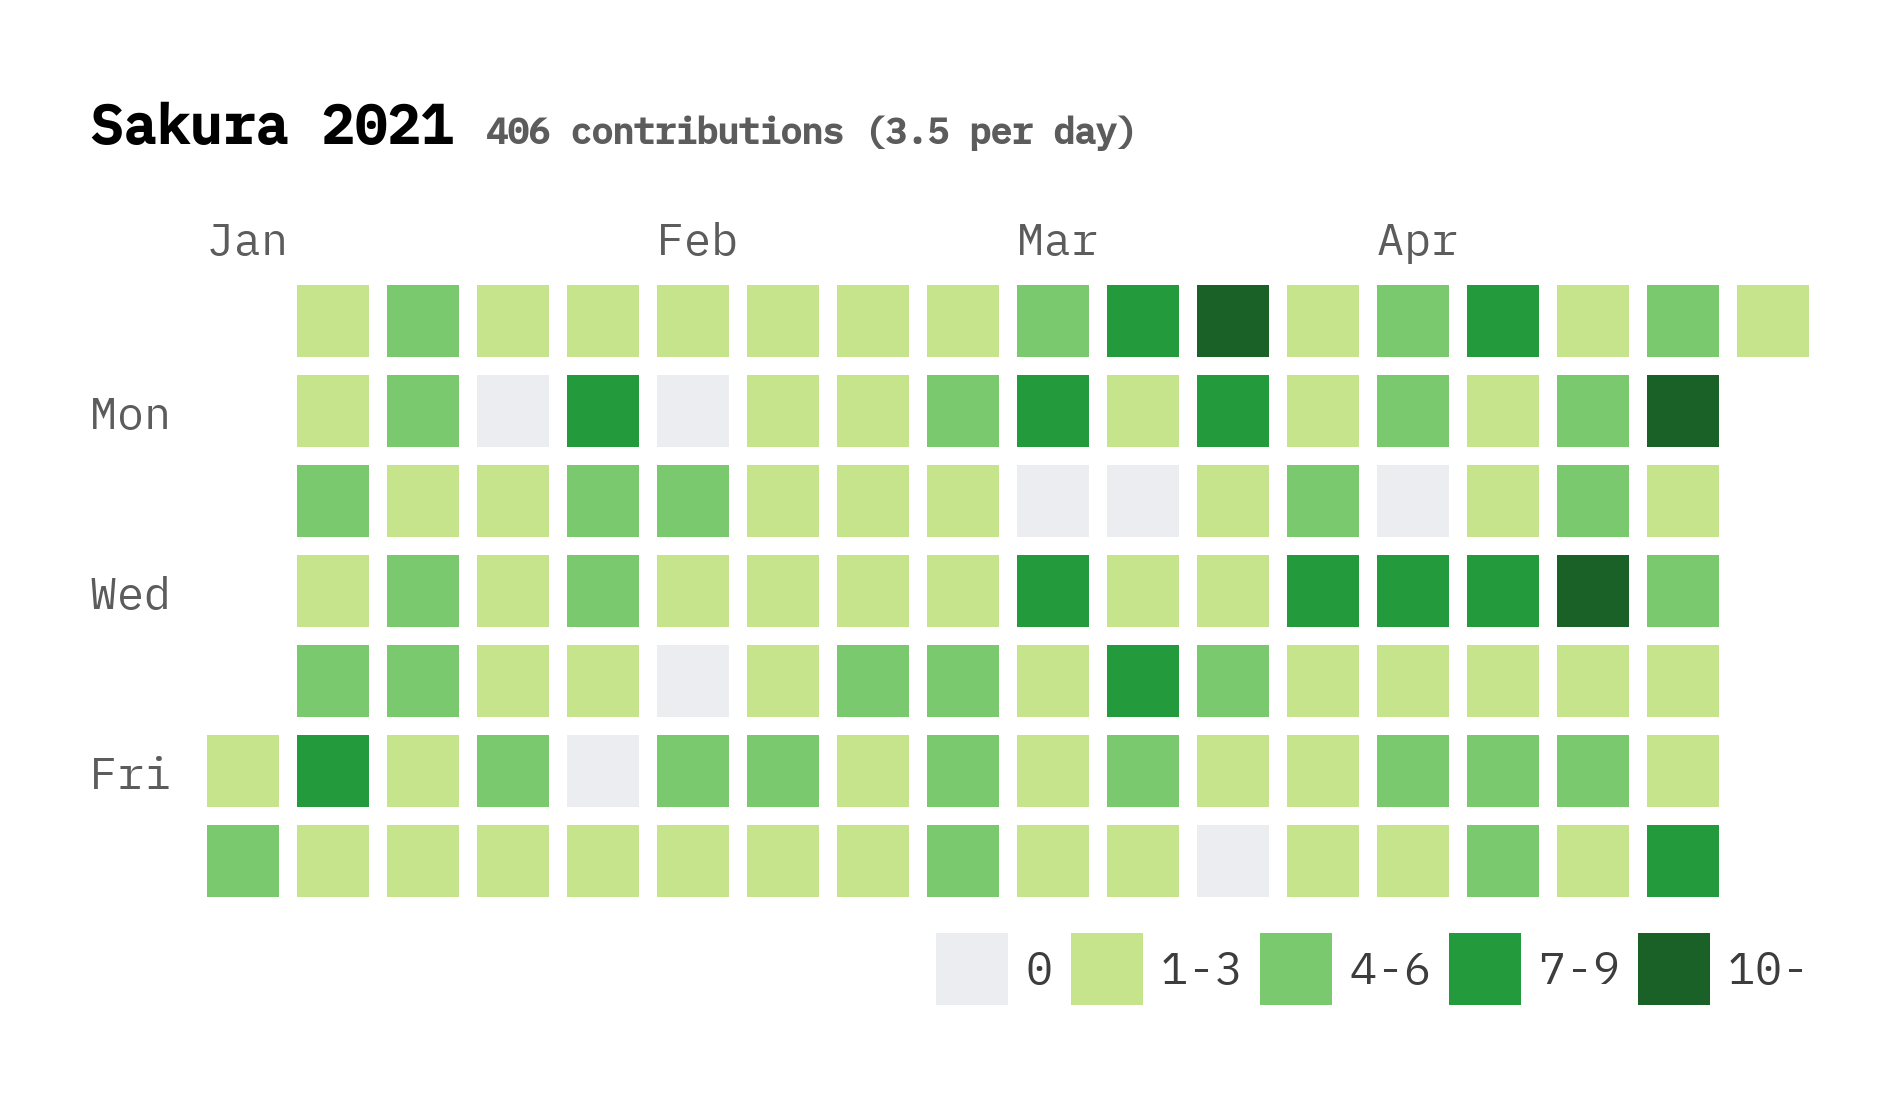 Sakura 2021 406 contributions (3.5 per day)
Jan Feb Mar Apr
Mon
Wed
Fri
0 1-3 4-6 7-9 10-